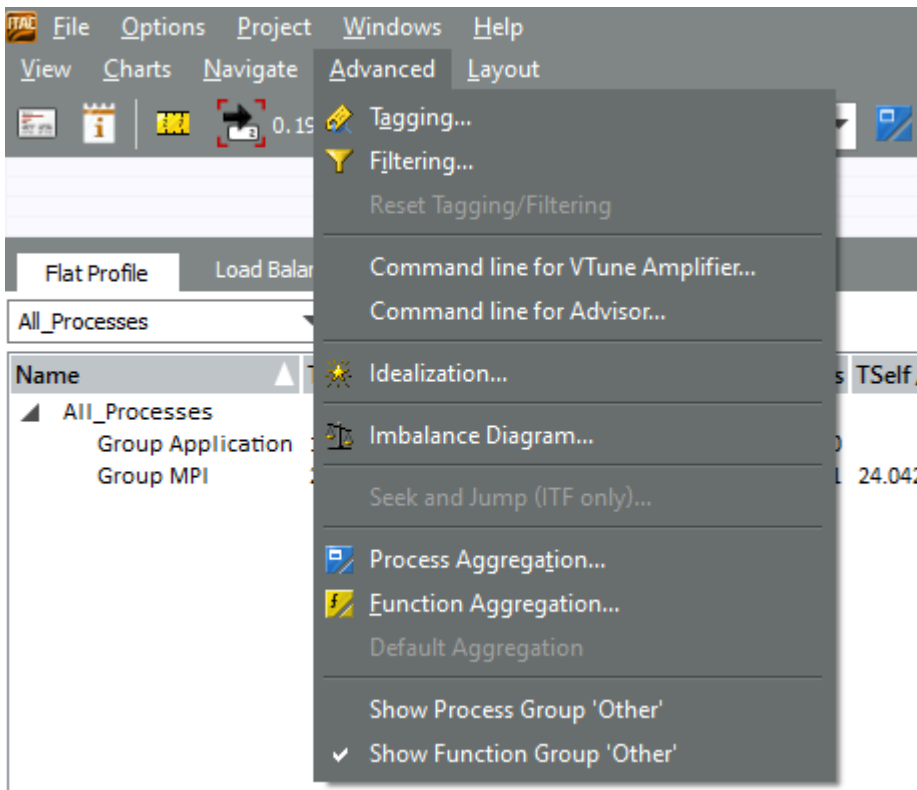 ITAC File Options Project Windows Help
View Charts Navigate Advanced Layout
0.19
Tagging...
Filtering...
Reset Tagging/Filtering
Command line for VTune Amplifier...
Command line for Advisor...
Idealization...
Imbalance Diagram...
Seek and Jump (ITF only)...
Process Aggregation...
Function Aggregation...
Default Aggregation
Show Process Group 'Other'
Show Function Group 'Other'
Flat Profile Load Balan
All_Processes
Name T s TSelf
All_Processes
Group Application
Group MPI 24.042